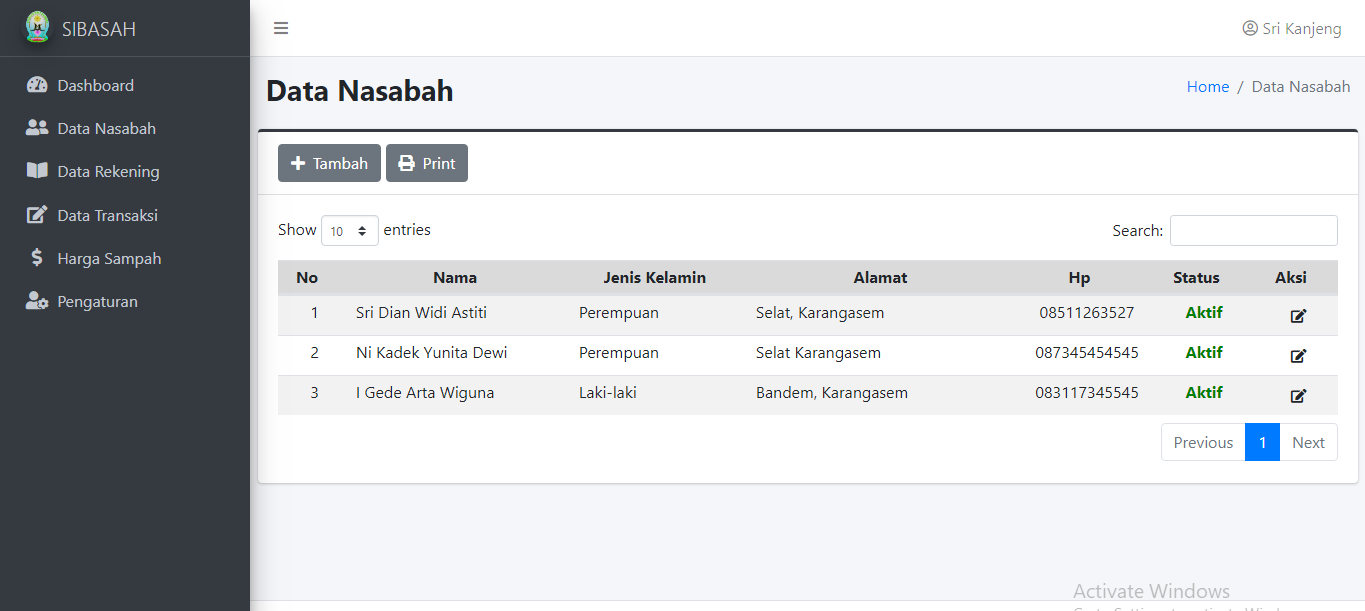 SIBASAH
Sri Kanjeng
Dashboard
Data Nasabah
Data Rekening
Data Transaksi
Harga Sampah
Pengaturan
Data Nasabah
Home / Data Nasabah
Tambah Print
Show 10 entries Search:
No Nama Jenis Kelamin Alamat Hp Status Aksi
1 Sri Dian Widi Astiti Perempuan Selat, Karangasem 08511263527 Aktif
2 Ni Kadek Yunita Dewi Perempuan Selat Karangasem 087345454545 Aktif
3 I Gede Arta Wiguna Laki-laki Bandem, Karangasem 083117345545 Aktif
Previous 1 Next
Activate Windows